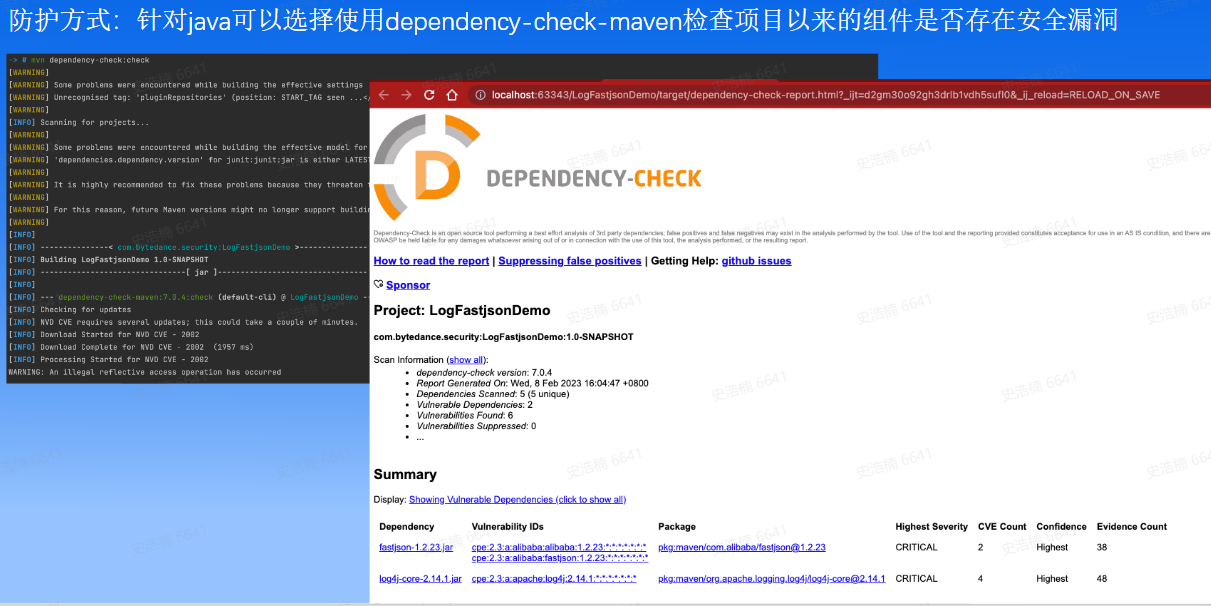 防护方式：针对java可以选择使用dependency-check-maven检查项目以来的组件是否存在安全漏洞
-> # mvn dependency-check:check
[WARNING]
[WARNING] Some problems were encountered while building the effective settings
[WARNING] Unrecognised tag: 'pluginRepositories' (position: START_TAG seen ...</
[WARNING]
[INFO] Scanning for projects...
[WARNING]
[WARNING] Some problems were encountered while building the effective model for
[WARNING] 'dependencies.dependency.version' for junit:junit:jar is either LATES
[WARNING]
[WARNING] It is highly recommended to fix these problems because they threaten
[WARNING]
[WARNING] For this reason, future Maven versions might no longer support buildi
[WARNING]
[INFO]
[INFO] ---------------< com.bytedance.security:LogFastjsonDemo >---------------
[INFO] Building LogFastjsonDemo 1.0-SNAPSHOT
[INFO] --------------------------------[ jar ]---------------------------------
[INFO]
[INFO] --- dependency-check-maven:7.0.4:check (default-cli) @ LogFastjsonDemo --
[INFO] Checking for updates
[INFO] NVD CVE requires several updates; this could take a couple of minutes.
[INFO] Download Started for NVD CVE - 2002
[INFO] Download Complete for NVD CVE - 2002 (1957 ms)
[INFO] Processing Started for NVD CVE - 2002
WARNING: An illegal reflective access operation has occurred
localhost:63343/LogFastjsonDemo/target/dependency-check-report.html?_ijt=d2gm30o92gh3drlb1vdh5sufl0&_ij_reload=RELOAD_ON_SAVE
DEPENDENCY-CHECK
Dependency-Check is an open source tool performing a best effort analysis of 3rd party dependencies; false positives and false negatives may exist in the analysis performed by the tool. Use of the tool and the reporting provided constitutes acceptance for use in an AS IS condition, and there are
OWASP be held liable for any damages whatsoever arising out of or in connection with the use of this tool, the analysis performed, or the resulting report.
How to read the report | Suppressing false positives | Getting Help: github issues
Sponsor
Project: LogFastjsonDemo
com.bytedance.security:LogFastjsonDemo:1.0-SNAPSHOT
Scan Information (show all):
• dependency-check version: 7.0.4
• Report Generated On: Wed, 8 Feb 2023 16:04:47 +0800
• Dependencies Scanned: 5 (5 unique)
• Vulnerable Dependencies: 2
• Vulnerabilities Found: 6
• Vulnerabilities Suppressed: 0
• ...
Summary
Display: Showing Vulnerable Dependencies (click to show all)
Dependency Vulnerability IDs Package Highest Severity CVE Count Confidence Evidence Count
fastjson-1.2.23.jar cpe:2.3:a:alibaba:alibaba:1.2.23:*:*:*:*:*:*:* pkg:maven/com.alibaba/fastjson@1.2.23 CRITICAL 2 Highest 38
cpe:2.3:a:alibaba:fastjson:1.2.23:*:*:*:*:*:*:*
log4j-core-2.14.1.jar cpe:2.3:a:apache:log4j:2.14.1:*:*:*:*:*:*:* pkg:maven/org.apache.logging.log4j/log4j-core@2.14.1 CRITICAL 4 Highest 48
史浩楠 6641